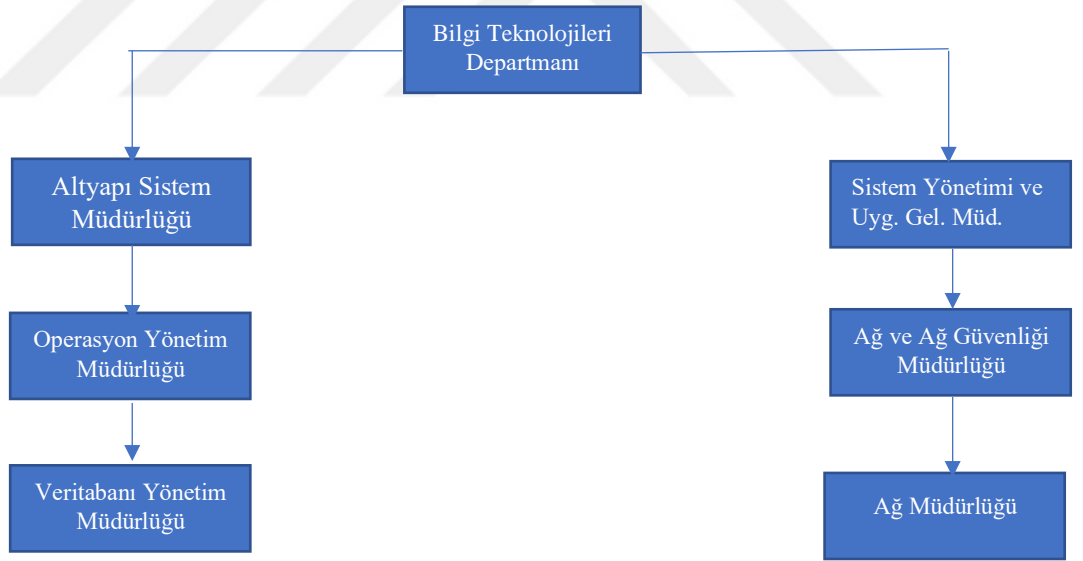 Bilgi Teknolojileri
Departmanı
Altyapı Sistem
Müdürlüğü
Sistem Yönetimi ve
Uyg. Gel. Müd.
Operasyon Yönetim
Müdürlüğü
Ağ ve Ağ Güvenliği
Müdürlüğü
Veritabanı Yönetim
Müdürlüğü
Ağ Müdürlüğü